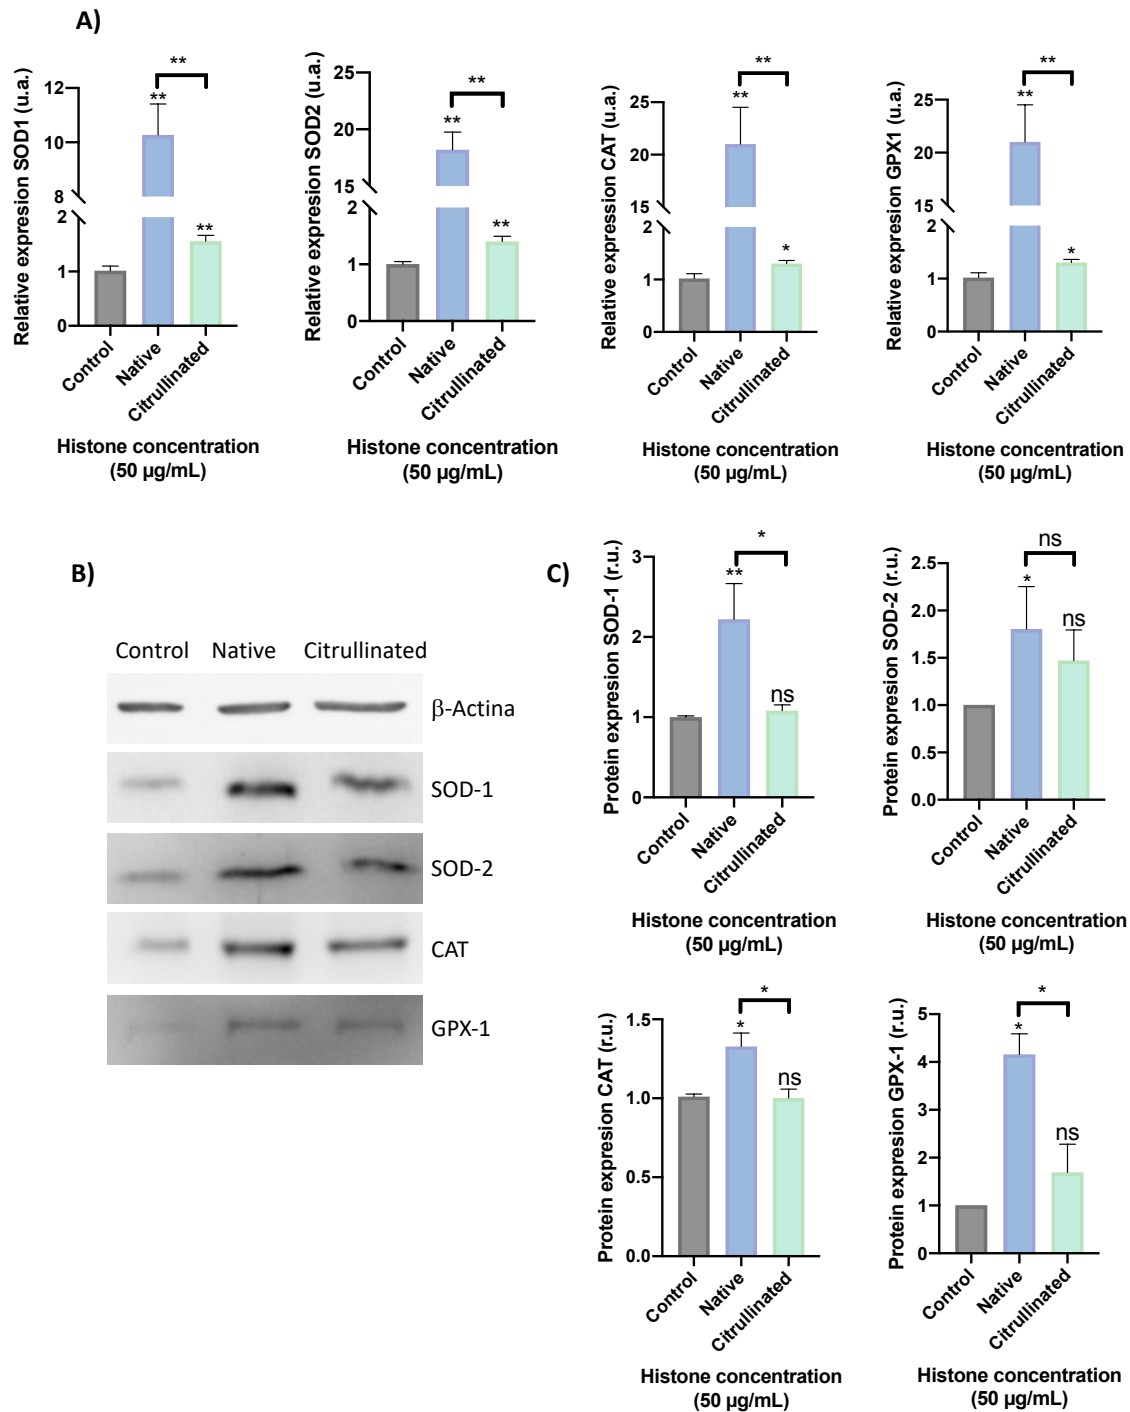 A)
Relative expresion SOD1 (u.a.)
12
10
8
2
1
0
**
**
**
Control
Native
Citrullinated
Histone concentration
(50 µg/mL)
Relative expresion SOD2 (u.a.)
25
20
15
2
1
0
**
**
**
Control
Native
Citrullinated
Histone concentration
(50 µg/mL)
Relative expresion CAT (u.a.)
25
20
15
2
1
0
**
**
*
Control
Native
Citrullinated
Histone concentration
(50 µg/mL)
Relative expresion GPX1 (u.a.)
25
20
15
2
1
0
**
**
*
Control
Native
Citrullinated
Histone concentration
(50 µg/mL)
B)
Control Native Citrullinated
β-Actina
SOD-1
SOD-2
CAT
GPX-1
C)
Protein expresion SOD-1 (r.u.)
3
2
1
0
*
**
ns
Control
Native
Citrullinated
Histone concentration
(50 µg/mL)
Protein expresion SOD-2 (r.u.)
2.5
2.0
1.5
1.0
0.5
0.0
ns
*
ns
Control
Native
Citrullinated
Histone concentration
(50 µg/mL)
Protein expresion CAT (r.u.)
1.5
1.0
0.5
0.0
*
*
ns
Control
Native
Citrullinated
Histone concentration
(50 µg/mL)
Protein expresion GPX-1 (r.u.)
5
4
3
2
1
0
*
*
ns
Control
Native
Citrullinated
Histone concentration
(50 µg/mL)